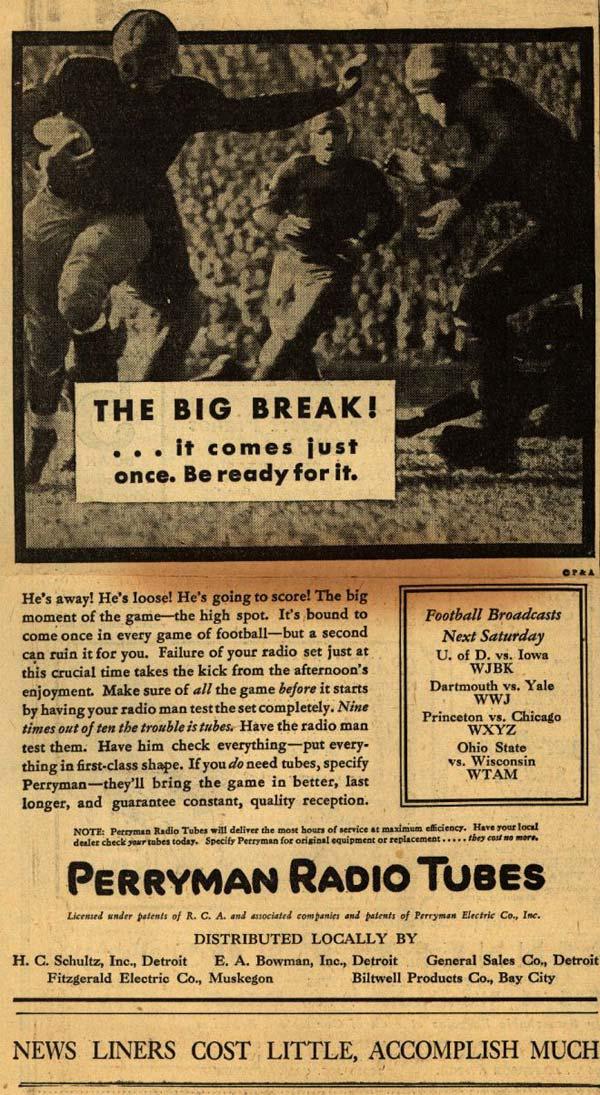 THE BIG BREAK!
. . . it comes just
once. Be ready for it.
©P&A
He's away! He's loose! He's going to score! The big
moment of the game—the high spot. It's bound to
come once in every game of football—but a second
can ruin it for you. Failure of your radio set just at
this crucial time takes the kick from the afternoon's
enjoyment. Make sure of all the game before it starts
by having your radio man test the set completely. Nine
times out of ten the trouble is tubes. Have the radio man
test them. Have him check everything—put every-
thing in first-class shape. If you do need tubes, specify
Perryman—they'll bring the game in better, last
longer, and guarantee constant, quality reception.
Football Broadcasts
Next Saturday
U. of D. vs. Iowa
WJBK
Dartmouth vs. Yale
WWJ
Princeton vs. Chicago
WXYZ
Ohio State
vs. Wisconsin
WTAM
NOTE: Perryman Radio Tubes will deliver the most hours of service at maximum efficiency. Have your local
dealer check your tubes today. Specify Perryman for original equipment or replacement . . . . . they cost no more.
PERRYMAN RADIO TUBES
Licensed under patents of R. C. A. and associated companies and patents of Perryman Electric Co., Inc.
DISTRIBUTED LOCALLY BY
H. C. Schultz, Inc., Detroit E. A. Bowman, Inc., Detroit General Sales Co., Detroit
Fitzgerald Electric Co., Muskegon Biltwell Products Co., Bay City
NEWS LINERS COST LITTLE, ACCOMPLISH MUCH